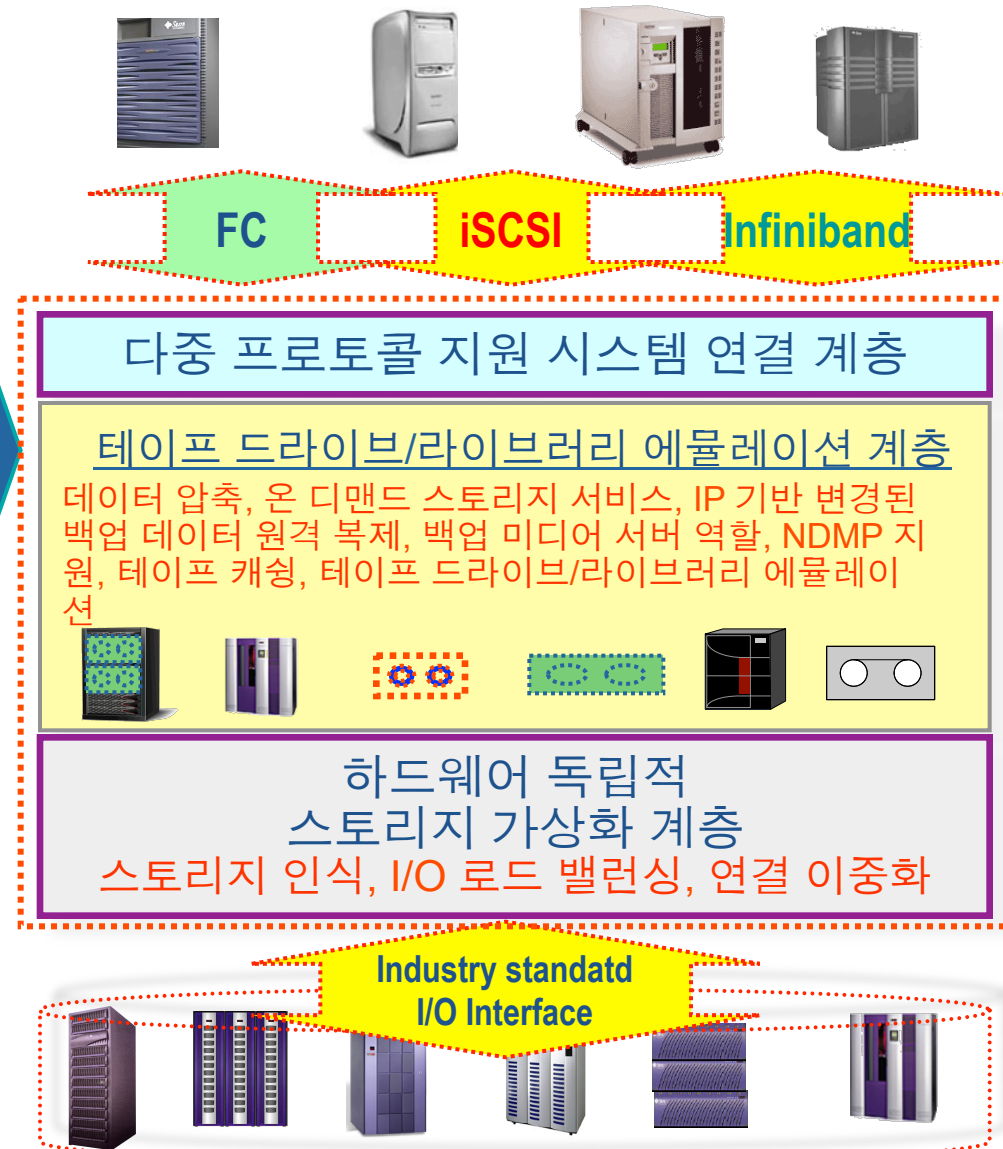 Sun
FC
iSCSI
Infiniband
다중 프로토콜 지원 시스템 연결 계층
테이프 드라이브/라이브러리 에뮬레이션 계층
데이터 압축, 온 디맨드 스토리지 서비스, IP 기반 변경된
백업 데이터 원격 복제, 백업 미디어 서버 역할, NDMP 지
원, 테이프 캐슁, 테이프 드라이브/라이브러리 에뮬레이
션
하드웨어 독립적
스토리지 가상화 계층
스토리지 인식, I/O 로드 밸런싱, 연결 이중화
Industry standatd
I/O Interface